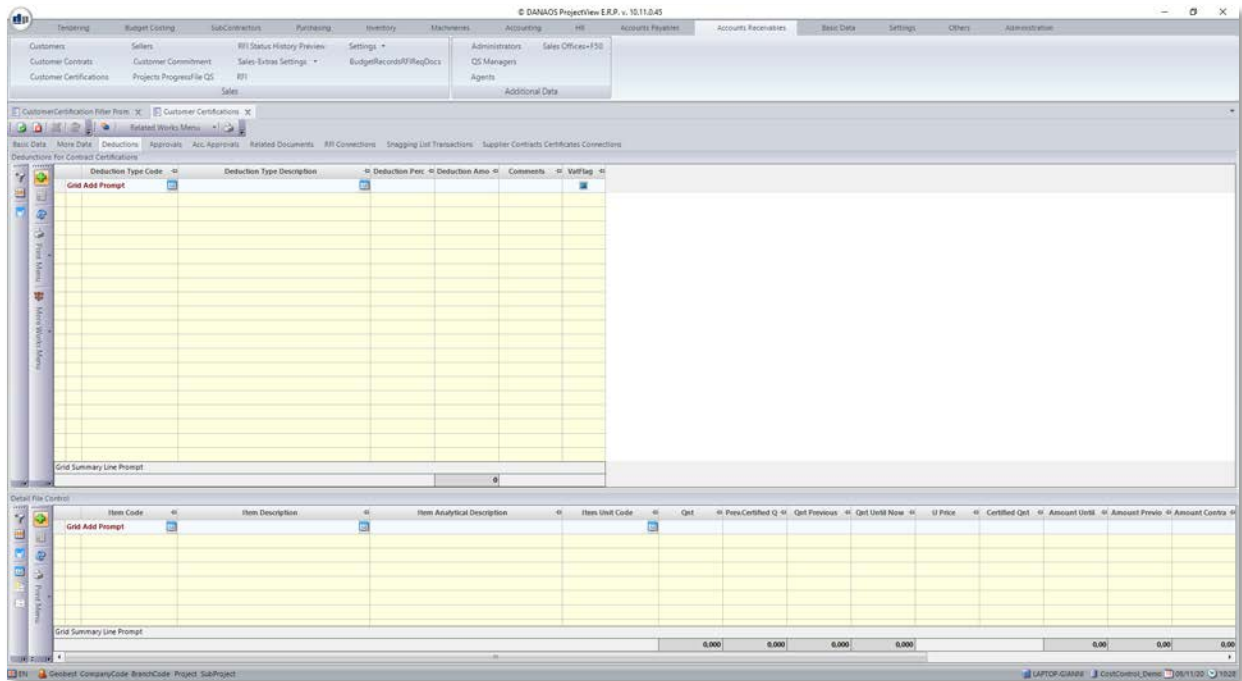 © DANAOS ProjectView E.R.P. v. 10.11.0.45
Tendering Budget Costing SubContractors Purchasing Inventory Machineries Accounting HR Accounts Payables Accounts Receivables Basic Data Settings Others Administration
Customers Sellers RFI Status History Preview Settings Administrators Sales Offices=F50
Customer Contrats Customer Commitment Sales-Extras Settings BudgetRecordsRFIReqDocs QS Managers
Customer Certifications Projects ProgressFile QS RFI Agents
Sales Additional Data
CustomerCertification Filter From Customer Certifications
Related Works Menu
Basic Data More Data Deductions Approvals Acc.Approvals Related Documents RFI Connections Snagging List Transactions Supplier Contracts Certificates Connections
Dedunctions For Contract Certifications
Deduction Type Code Deduction Type Description Deduction Perc Deduction Amo Comments VatFlag
Grid Add Prompt
Print Menu
More Works Menu
Grid Summary Line Prompt
0
Detail File Control
Item Code Item Description Item Analytical Description Item Unit Code Qnt Prev.Certified Q Qnt Previous Qnt Until Now U Price Certified Qnt Amount Until Amount Previo Amount Contra
Grid Add Prompt
Print Menu
Grid Summary Line Prompt
0,000 0,000 0,000 0,000 0,00 0,00 0,00
EN Geobest CompanyCode BranchCode Project SubProject LAPTOP-GIANNI CostControl_Demo 09/11/20 10:28